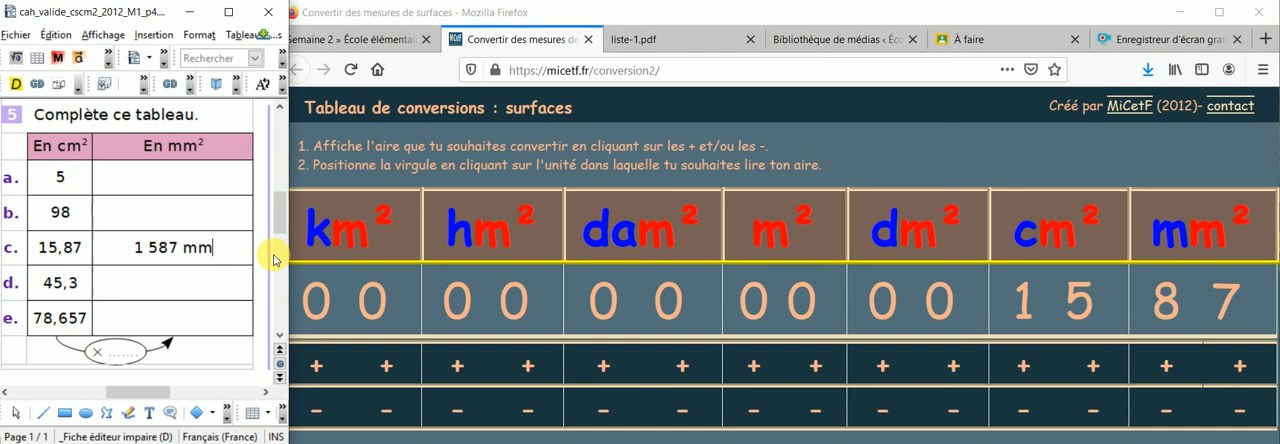 cah_valide_cscm2_2012_M1_p4....
Fichier Édition Affichage Insertion Format Tableau ...s
Rechercher
5 Complète ce tableau.
En cm² En mm²
a. 5
b. 98
c. 15,87 1 587 mm
d. 45,3
e. 78,657
× .......
Page 1 / 1 _Fiche éditeur impaire (D) Français (France) INS
Convertir des mesures de surfaces - Mozilla Firefox
Semaine 2 » École élémentai
Convertir des mesures de
liste-1.pdf
Bibliothèque de médias ‹ Éco
À faire
Enregistreur d'écran grat
https://micetf.fr/conversion2/
Tableau de conversions : surfaces
Créé par MiCetF (2012)- contact
1. Affiche l'aire que tu souhaites convertir en cliquant sur les + et/ou les -.
2. Positionne la virgule en cliquant sur l'unité dans laquelle tu souhaites lire ton aire.
km² hm² dam² m² dm² cm² mm²
0 0 0 0 0 0 0 0 0 0 1 5 8 7
+ + + + + + + + + + + + + +
- - - - - - - - - - - - - -